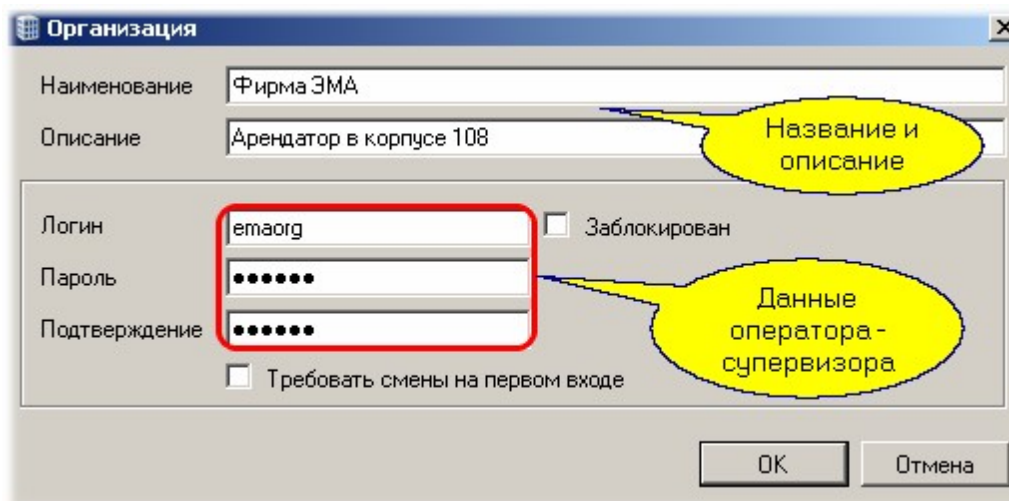 Организация
Наименование
Фирма ЭМА
Описание
Арендатор в корпусе 108
Название и
описание
Логин
emaorg
Заблокирован
Пароль
●●●●●●
Подтверждение
●●●●●●
Данные
оператора-
супервизора
Требовать смены на первом входе
OK
Отмена